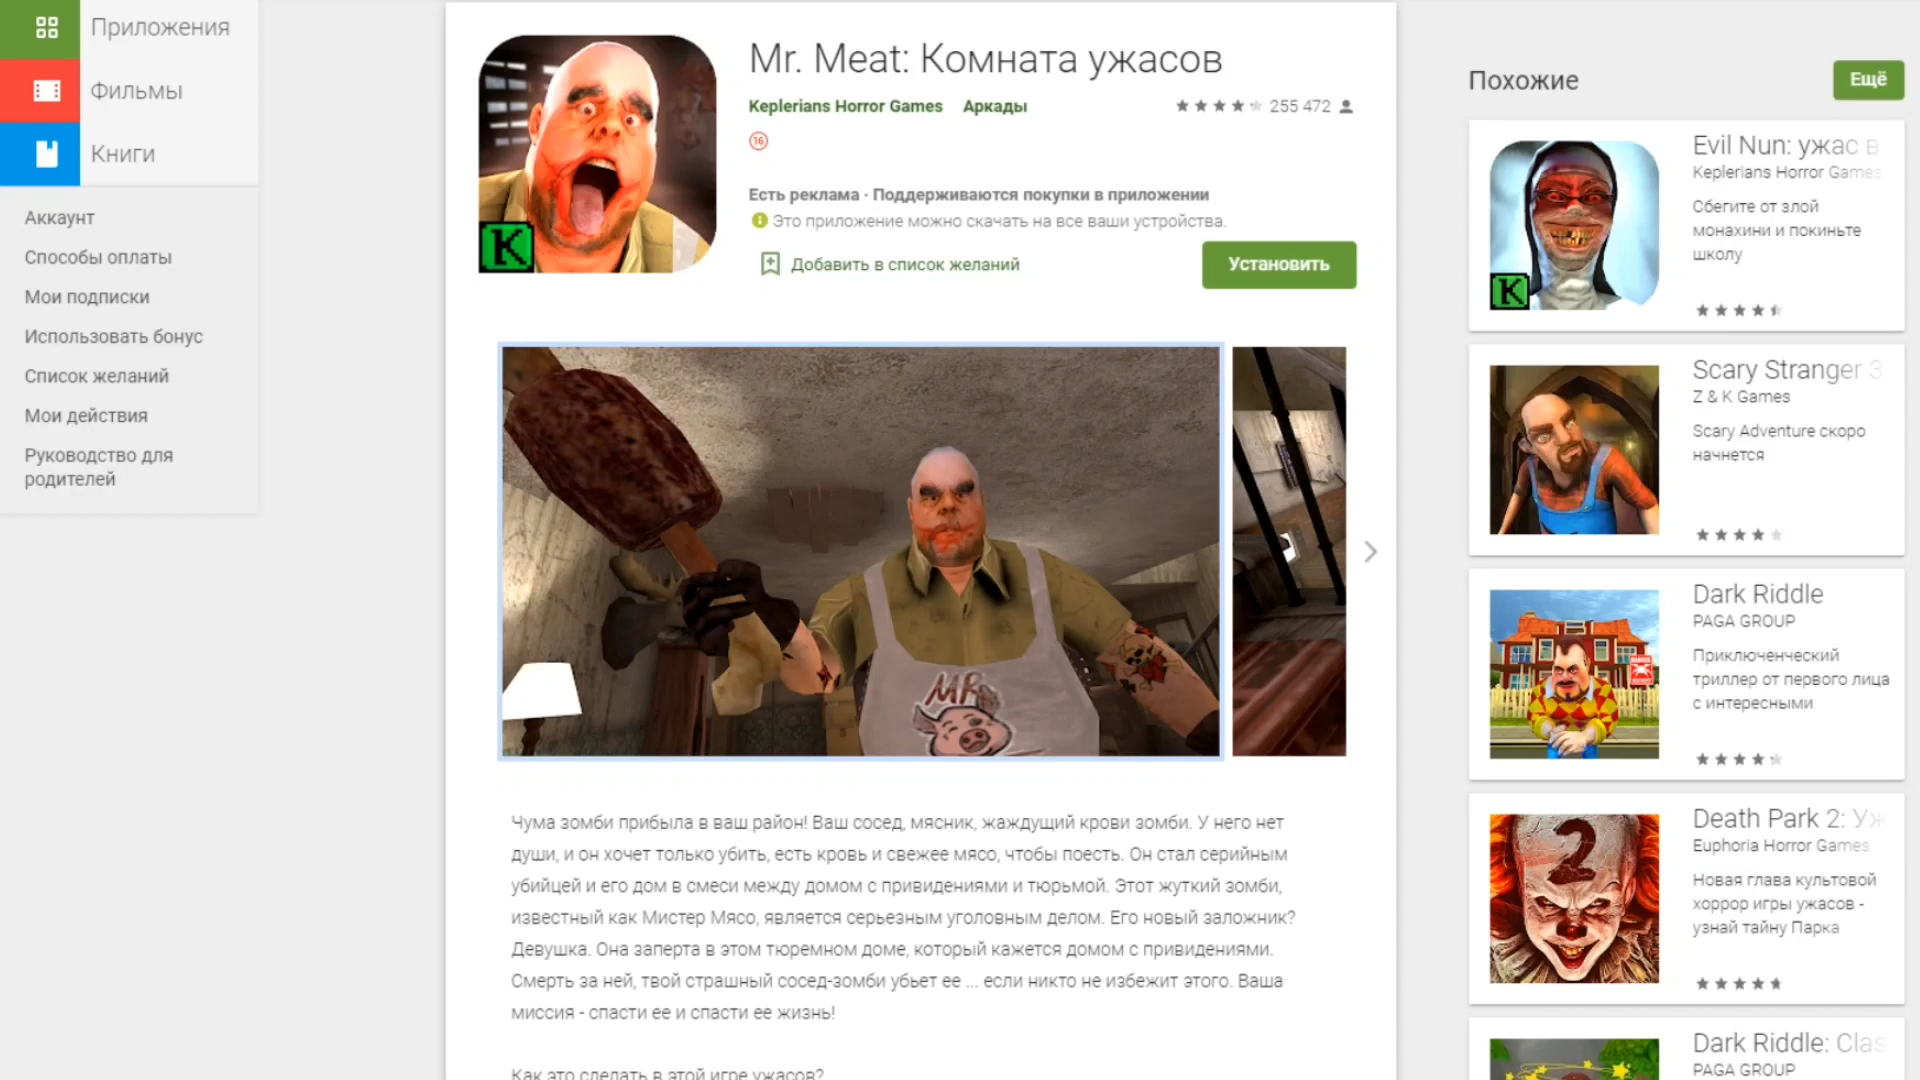 Приложения
Фильмы
Книги
Аккаунт
Способы оплаты
Мои подписки
Использовать бонус
Список желаний
Мои действия
Руководство для
родителей
Mr. Meat: Комната ужасов
Keplerians Horror Games Аркады
255 472
16
Есть реклама · Поддерживаются покупки в приложении
Это приложение можно скачать на все ваши устройства.
Добавить в список желаний
Установить
K
MR
Чума зомби прибыла в ваш район! Ваш сосед, мясник, жаждущий крови зомби. У него нет
души, и он хочет только убить, есть кровь и свежее мясо, чтобы поесть. Он стал серийным
убийцей и его дом в смеси между домом с привидениями и тюрьмой. Этот жуткий зомби,
известный как Мистер Мясо, является серьезным уголовным делом. Его новый заложник?
Девушка. Она заперта в этом тюремном доме, который кажется домом с привидениями.
Смерть за ней, твой страшный сосед-зомби убьет ее ... если никто не избежит этого. Ваша
миссия - спасти ее и спасти ее жизнь!
Как это сделать в этой игре ужасов?
Похожие
Ещё
K
Evil Nun: ужас в
Keplerians Horror Games
Сбегите от злой
монахини и покиньте
школу
Scary Stranger 3
Z & K Games
Scary Adventure скоро
начнется
Dark Riddle
PAGA GROUP
Приключенческий
триллер от первого лица
с интересными
2
Death Park 2: Уж
Euphoria Horror Games
Новая глава культовой
хоррор игры ужасов -
узнай тайну Парка
Dark Riddle: Clas
PAGA GROUP